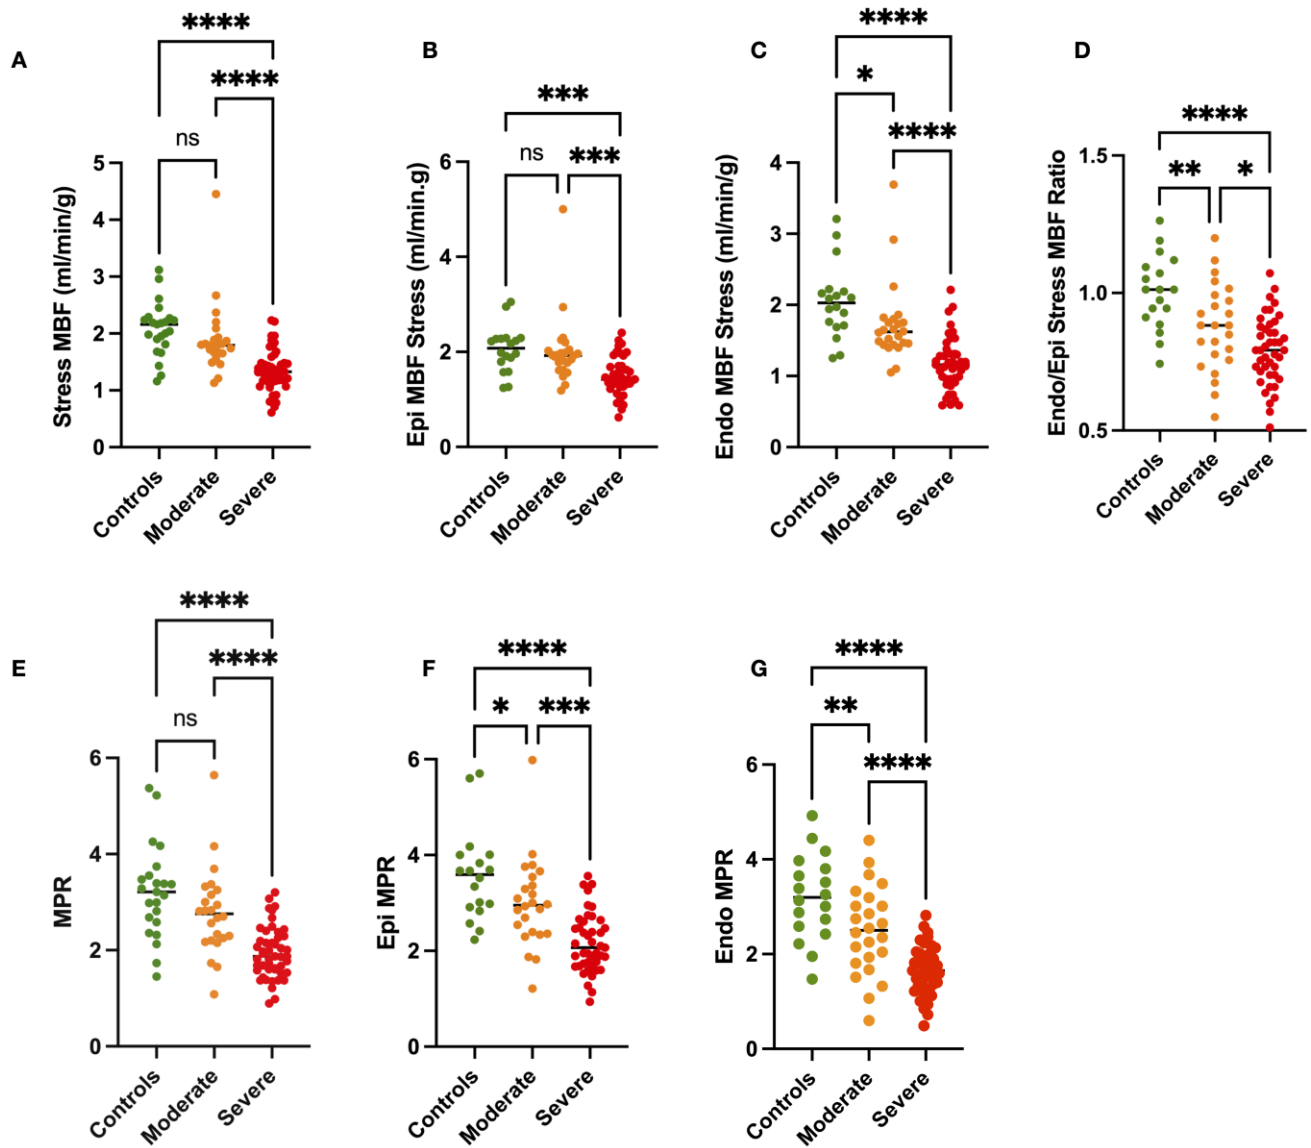 A
****
****
ns
Stress MBF (ml/min/g)
5
4
3
2
1
0
Controls
Moderate
Severe
B
***
ns
***
Epi MBF Stress (ml/min.g)
6
4
2
0
Controls
Moderate
Severe
C
****
*
****
Endo MBF Stress (ml/min/g)
4
3
2
1
0
Controls
Moderate
Severe
D
****
**
*
Endo/Epi Stress MBF Ratio
1.5
1.0
0.5
Controls
Moderate
Severe
E
****
****
ns
MPR
6
4
2
0
Controls
Moderate
Severe
F
****
*
***
Epi MPR
6
4
2
0
Controls
Moderate
Severe
G
****
**
****
Endo MPR
6
4
2
0
Controls
Moderate
Severe